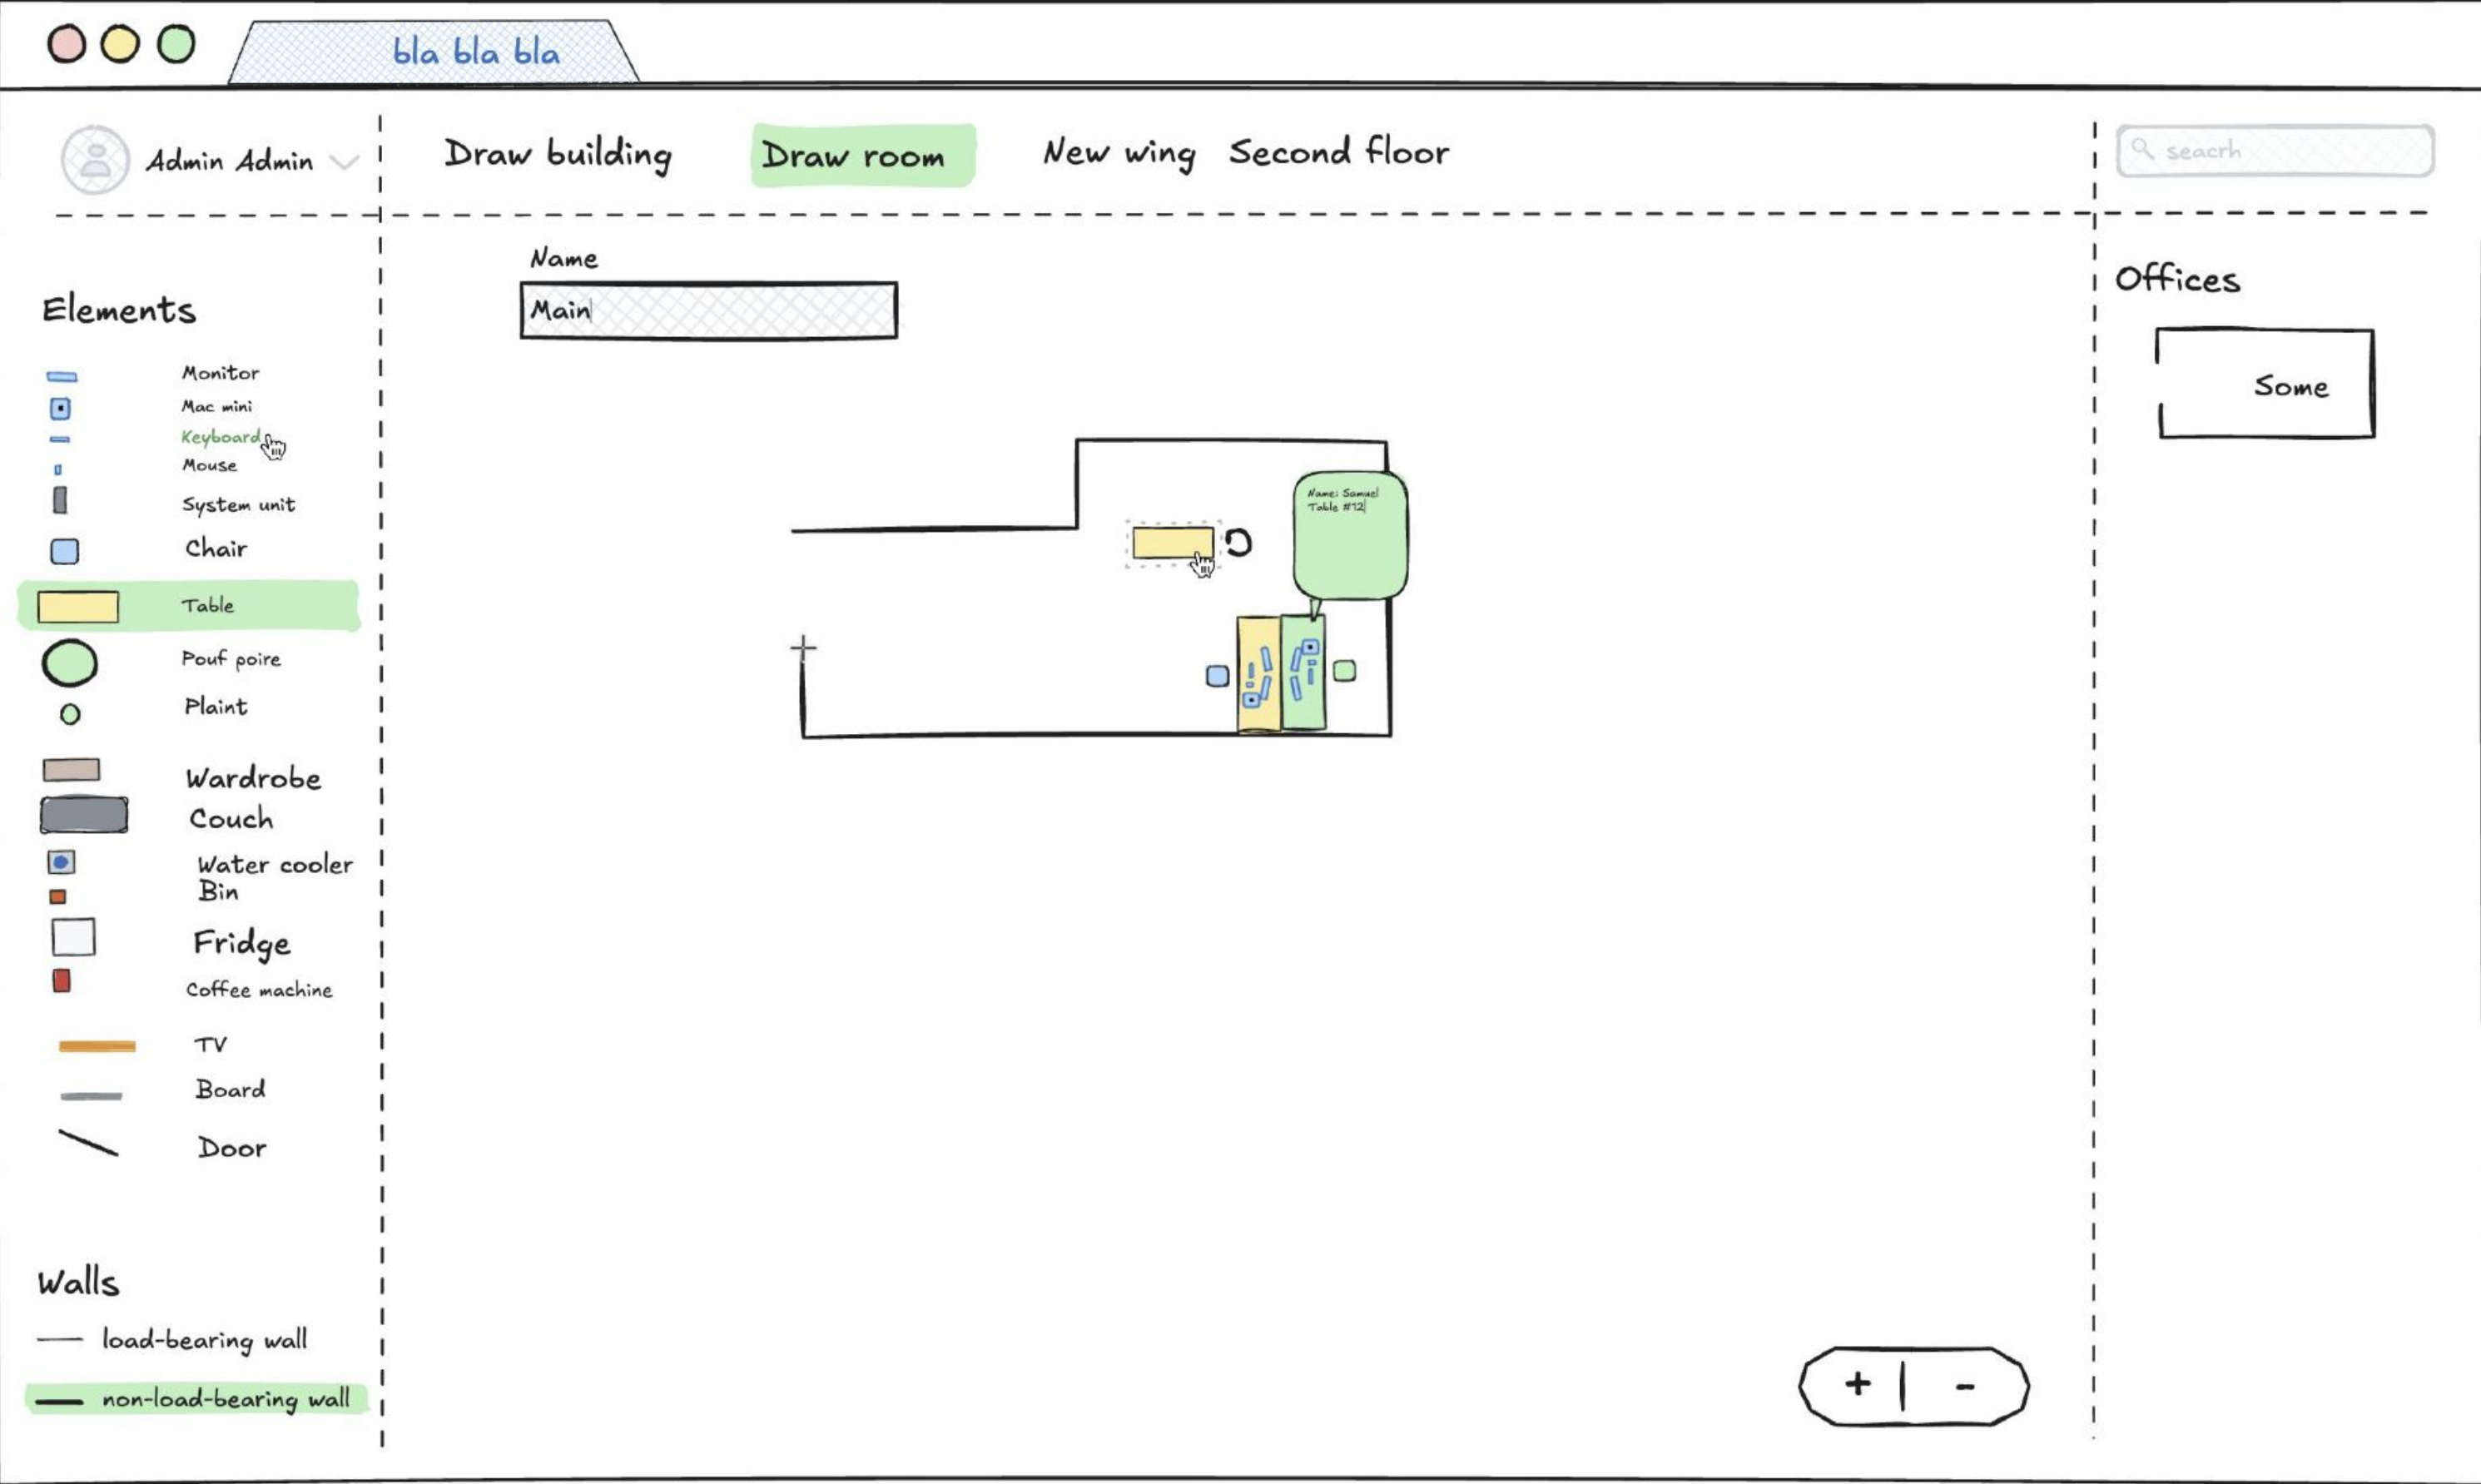 bla bla bla
Admin Admin
Draw building
Draw room
New wing
Second floor
seacrh
Name
Main
Elements
Monitor
Mac mini
Keyboard
Mouse
System unit
Chair
Table
Pouf poire
Plaint
Wardrobe
Couch
Water cooler
Bin
Fridge
Coffee machine
TV
Board
Door
Walls
load-bearing wall
non-load-bearing wall
Name: Samuel
Table #12
Offices
Some
+ | -